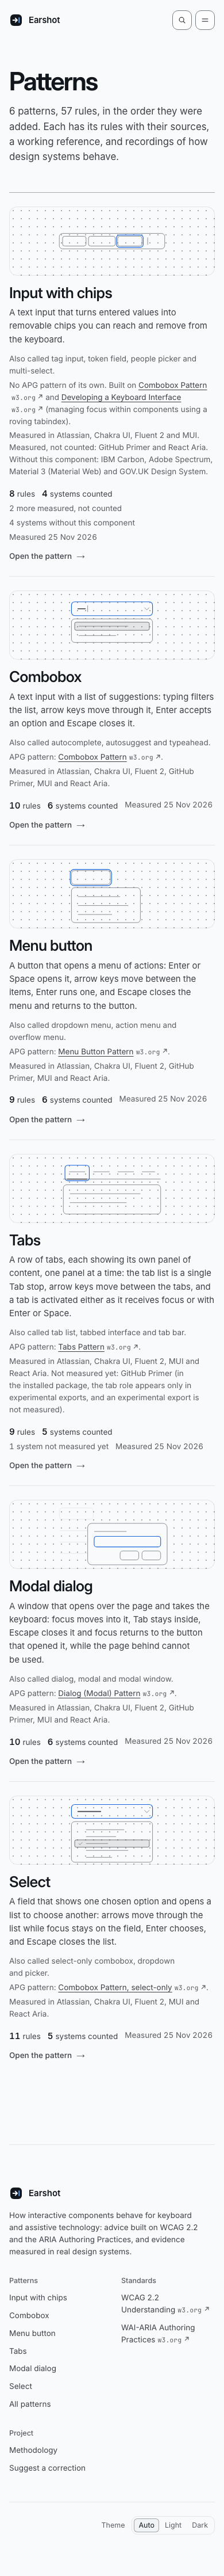 Earshot
Patterns
6 patterns, 57 rules, in the order they were
added. Each has its rules with their sources,
a working reference, and recordings of how
design systems behave.
Input with chips
A text input that turns entered values into
removable chips you can reach and remove from
the keyboard.
Also called tag input, token field, people picker and
multi-select.
No APG pattern of its own. Built on Combobox Pattern
w3.org ↗ and Developing a Keyboard Interface
w3.org ↗ (managing focus within components using a
roving tabindex).
Measured in Atlassian, Chakra UI, Fluent 2 and MUI.
Measured, not counted: GitHub Primer and React Aria.
Without this component: IBM Carbon, Adobe Spectrum,
Material 3 (Material Web) and GOV.UK Design System.
8 rules 4 systems counted
2 more measured, not counted
4 systems without this component
Measured 25 Nov 2026
Open the pattern →
Combobox
A text input with a list of suggestions: typing filters
the list, arrow keys move through it, Enter accepts
an option and Escape closes it.
Also called autocomplete, autosuggest and typeahead.
APG pattern: Combobox Pattern w3.org ↗.
Measured in Atlassian, Chakra UI, Fluent 2, GitHub
Primer, MUI and React Aria.
10 rules 6 systems counted Measured 25 Nov 2026
Open the pattern →
Menu button
A button that opens a menu of actions: Enter or
Space opens it, arrow keys move between the
items, Enter runs one, and Escape closes the
menu and returns to the button.
Also called dropdown menu, action menu and
overflow menu.
APG pattern: Menu Button Pattern w3.org ↗.
Measured in Atlassian, Chakra UI, Fluent 2, GitHub
Primer, MUI and React Aria.
9 rules 6 systems counted Measured 25 Nov 2026
Open the pattern →
Tabs
A row of tabs, each showing its own panel of
content, one panel at a time: the tab list is a single
Tab stop, arrow keys move between the tabs, and
a tab is activated either as it receives focus or with
Enter or Space.
Also called tab list, tabbed interface and tab bar.
APG pattern: Tabs Pattern w3.org ↗.
Measured in Atlassian, Chakra UI, Fluent 2, MUI and
React Aria. Not measured yet: GitHub Primer (in
the installed package, the tab role appears only in
experimental exports, and an experimental export is
not measured).
9 rules 5 systems counted
1 system not measured yet Measured 25 Nov 2026
Open the pattern →
Modal dialog
A window that opens over the page and takes the
keyboard: focus moves into it, Tab stays inside,
Escape closes it and focus returns to the button
that opened it, while the page behind cannot
be used.
Also called dialog, modal and modal window.
APG pattern: Dialog (Modal) Pattern w3.org ↗.
Measured in Atlassian, Chakra UI, Fluent 2, GitHub
Primer, MUI and React Aria.
10 rules 6 systems counted Measured 25 Nov 2026
Open the pattern →
Select
A field that shows one chosen option and opens a
list to choose another: arrows move through the
list while focus stays on the field, Enter chooses,
and Escape closes the list.
Also called select-only combobox, dropdown
and picker.
APG pattern: Combobox Pattern, select-only w3.org ↗.
Measured in Atlassian, Chakra UI, Fluent 2, MUI and
React Aria.
11 rules 5 systems counted Measured 25 Nov 2026
Open the pattern →
Earshot
How interactive components behave for keyboard
and assistive technology: advice built on WCAG 2.2
and the ARIA Authoring Practices, and evidence
measured in real design systems.
Patterns
Input with chips
Combobox
Menu button
Tabs
Modal dialog
Select
All patterns
Standards
WCAG 2.2
Understanding w3.org ↗
WAI-ARIA Authoring
Practices w3.org ↗
Project
Methodology
Suggest a correction
Theme Auto Light Dark